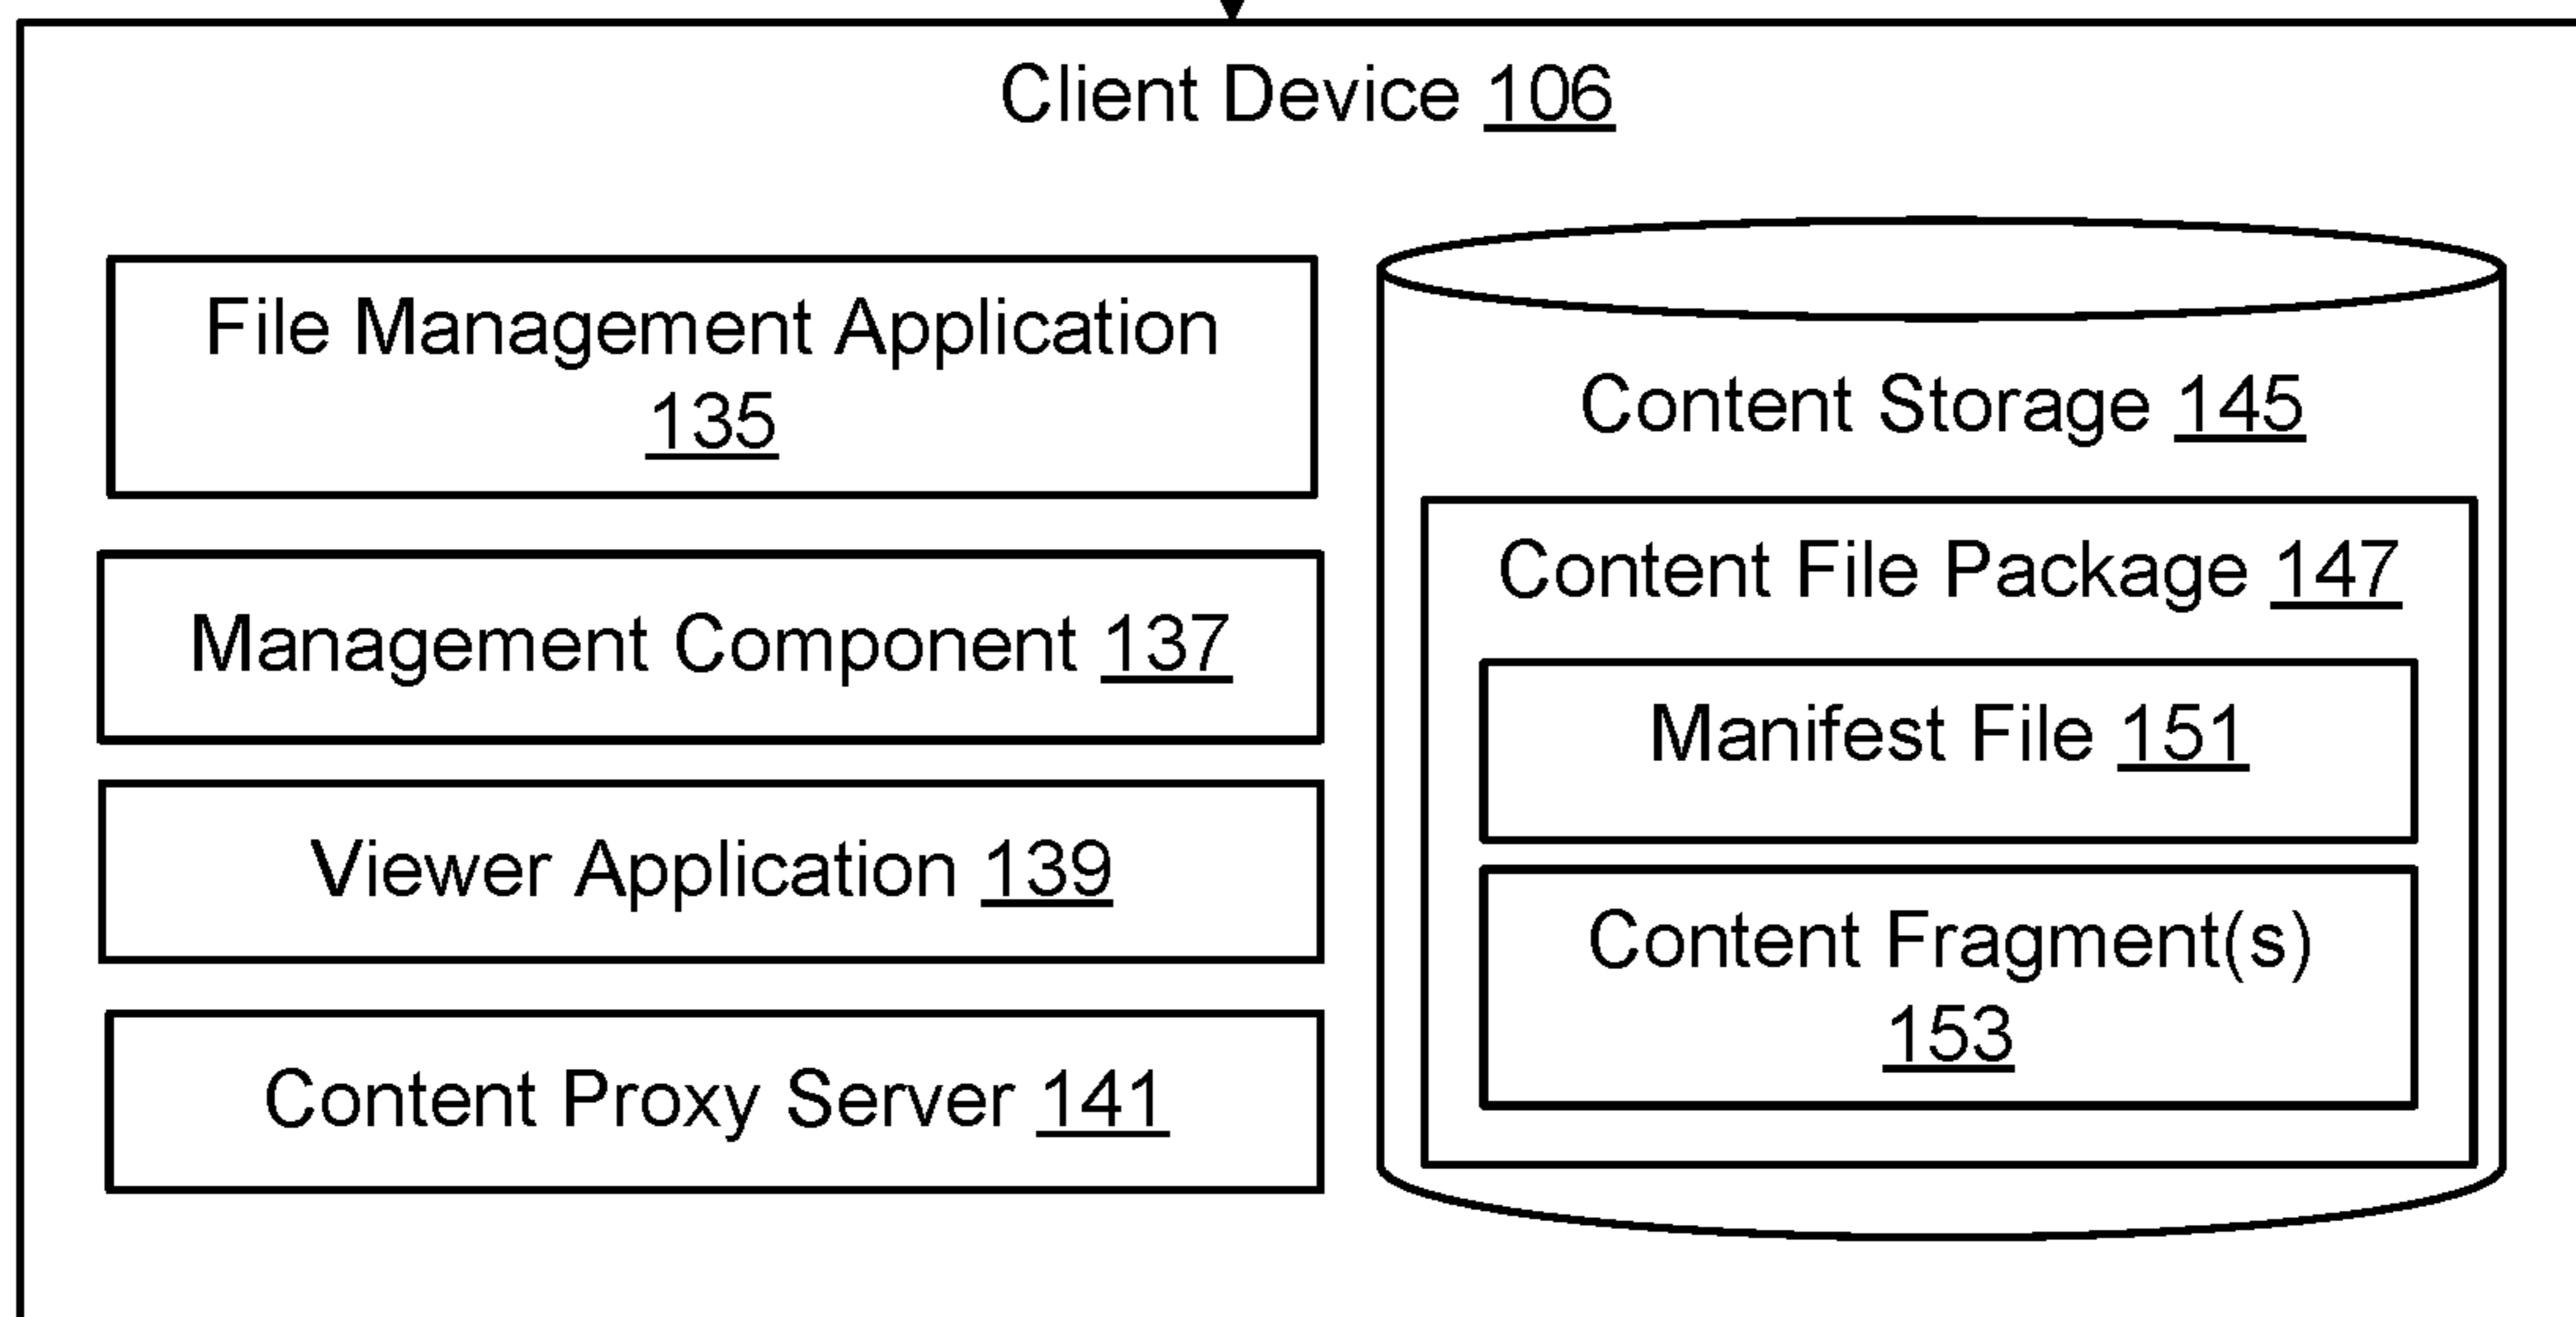 Client Device 106
File Management Application
135
Management Component 137
Viewer Application 139
Content Proxy Server 141
Content Storage 145
Content File Package 147
Manifest File 151
Content Fragment(s)
153